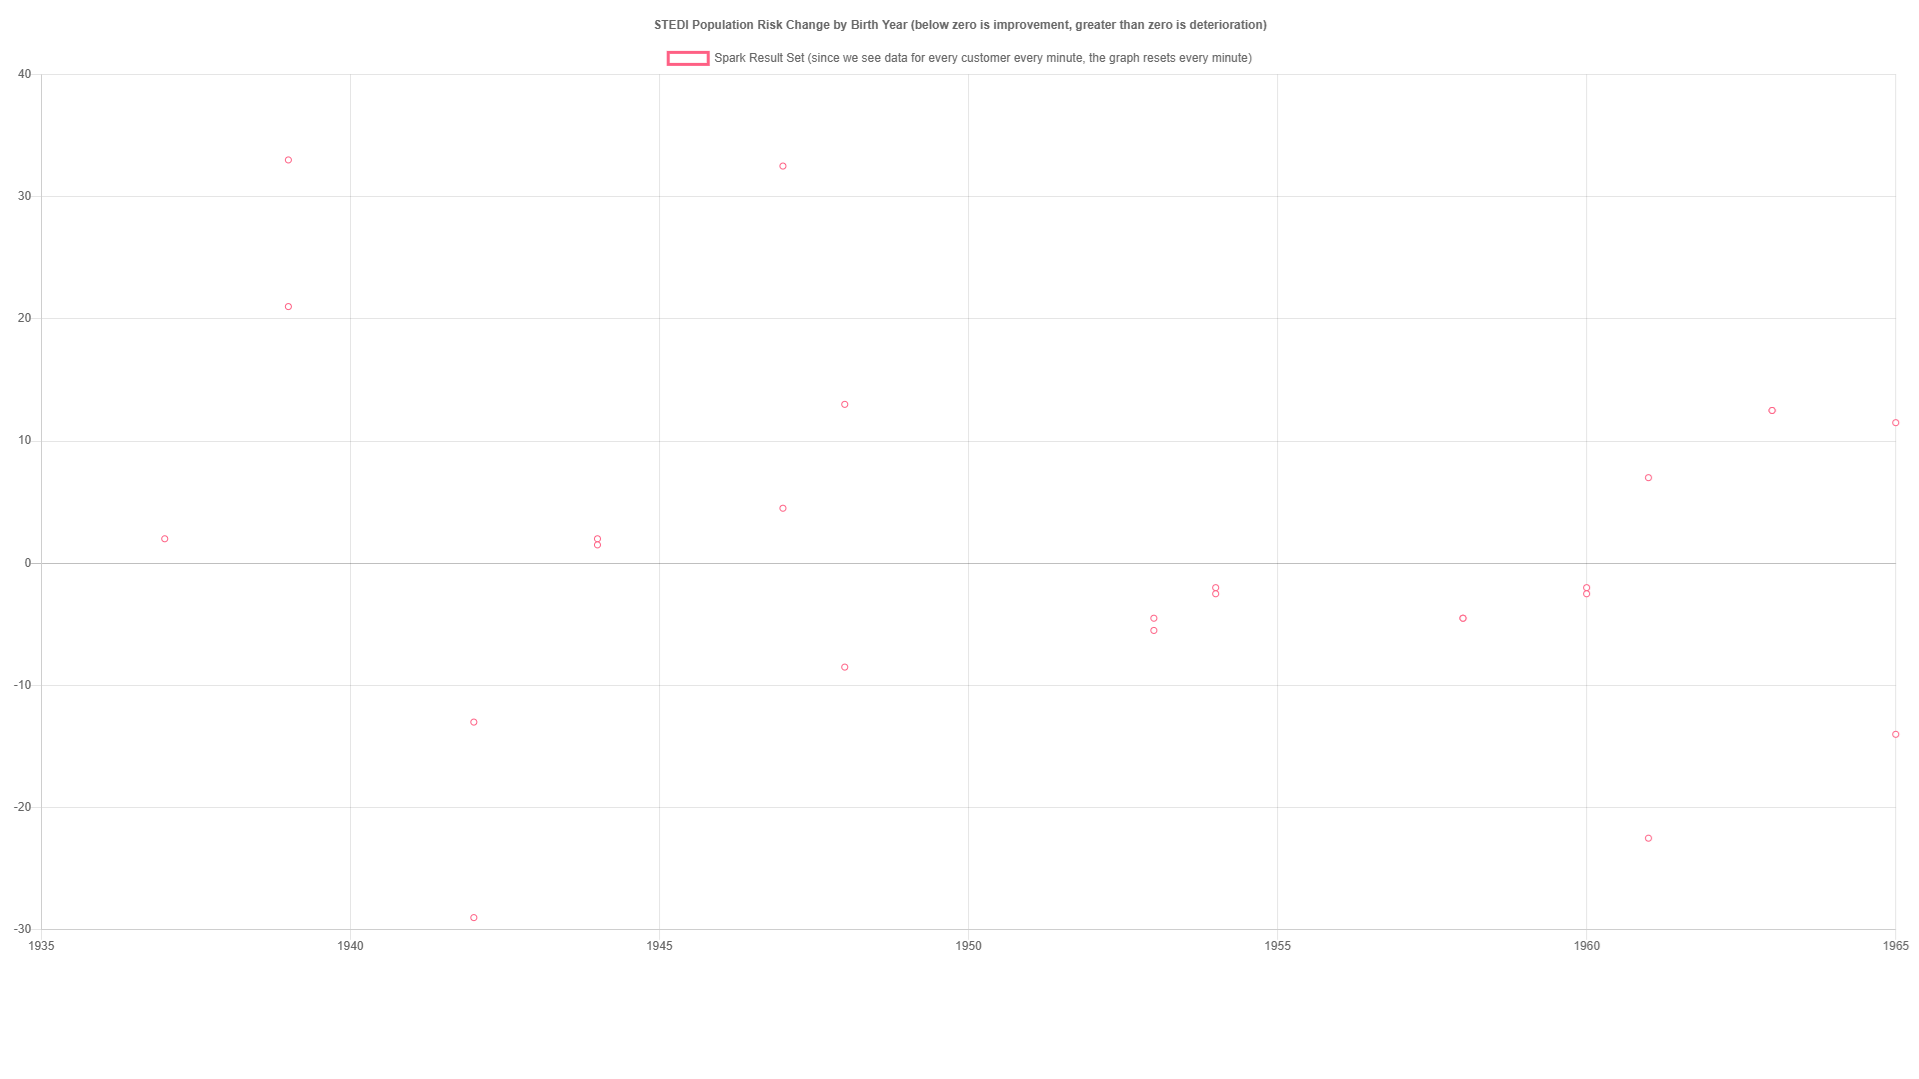 STEDI Population Risk Change by Birth Year (below zero is improvement, greater than zero is deterioration)
Spark Result Set (since we see data for every customer every minute, the graph resets every minute)
40
30
20
10
0
-10
-20
-30
1935 1940 1945 1950 1955 1960 1965